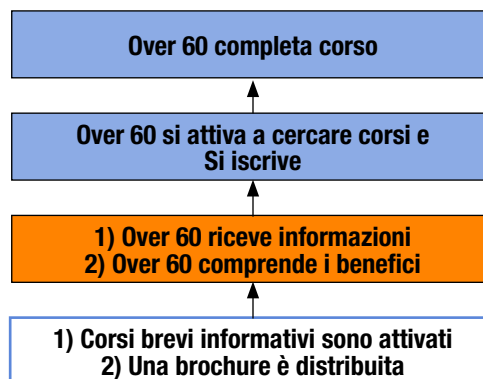 Over 60 completa corso
Over 60 si attiva a cercare corsi e
Si iscrive
1) Over 60 riceve informazioni
2) Over 60 comprende i benefici
1) Corsi brevi informativi sono attivati
2) Una brochure è distribuita